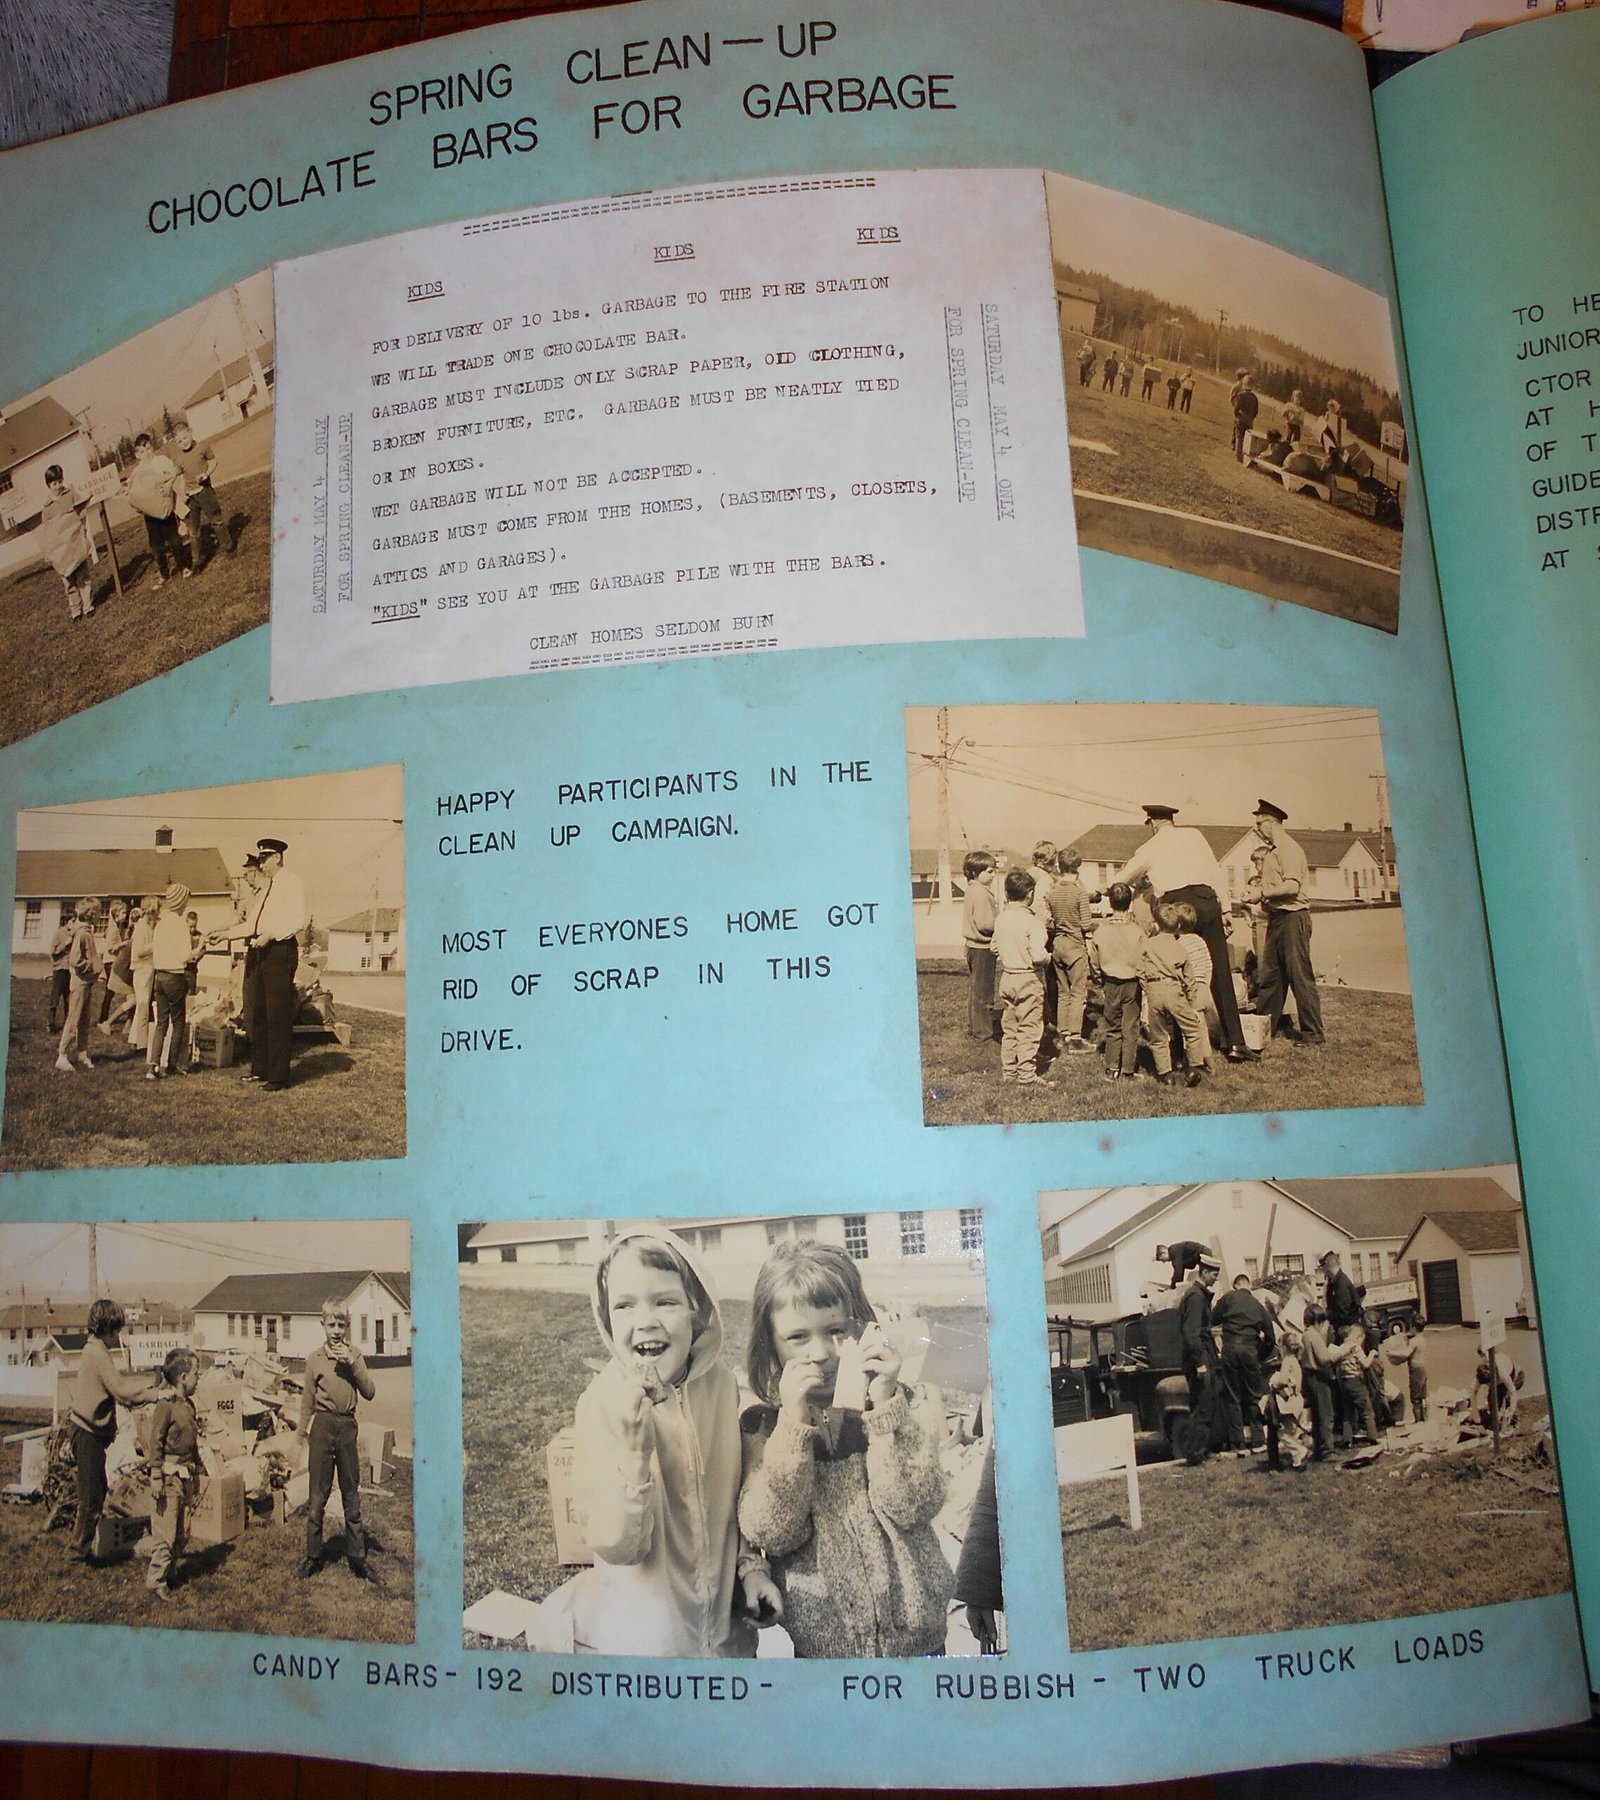 SPRING CLEAN-UP
CHOCOLATE BARS FOR GARBAGE
KIDS KIDS KIDS
FOR DELIVERY OF 10 lbs. GARBAGE TO THE FIRE STATION
WE WILL TRADE ONE CHOCOLATE BAR.
GARBAGE MUST INCLUDE ONLY SCRAP PAPER, OLD CLOTHING,
BROKEN FURNITURE, ETC. GARBAGE MUST BE NEATLY TIED
OR IN BOXES.
WET GARBAGE WILL NOT BE ACCEPTED.
GARBAGE MUST COME FROM THE HOMES, (BASEMENTS, CLOSETS,
ATTICS AND GARAGES).
"KIDS" SEE YOU AT THE GARBAGE PILE WITH THE BARS.
CLEAN HOMES SELDOM BURN
SATURDAY MAY 4 ONLY
FOR SPRING CLEAN-UP
SATURDAY MAY 4 ONLY
FOR SPRING CLEAN-UP
GARBAGE
PILE
HAPPY PARTICIPANTS IN THE
CLEAN UP CAMPAIGN.
MOST EVERYONES HOME GOT
RID OF SCRAP IN THIS
DRIVE.
GARBAGE
PILE
EGGS
CANDY BARS- 192 DISTRIBUTED- FOR RUBBISH - TWO TRUCK LOADS
TO
JUNIOR
CTOR
AT
OF
GUIDE
AT